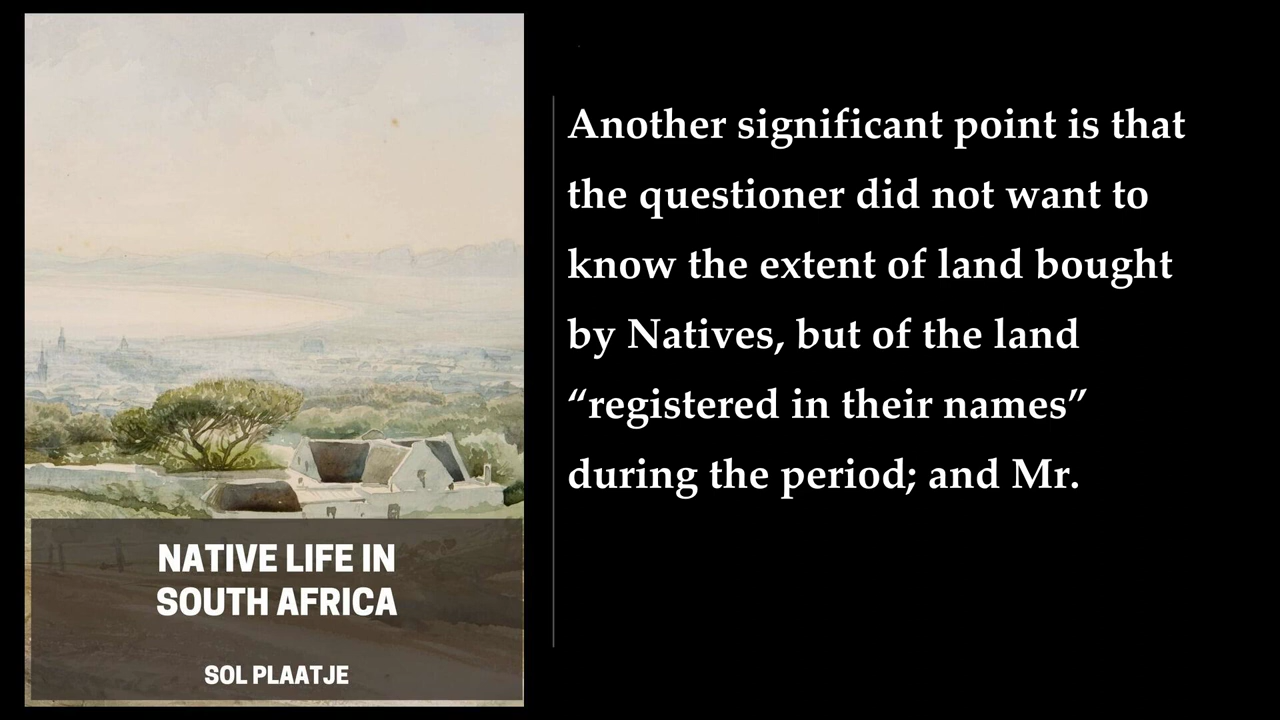 NATIVE LIFE IN
SOUTH AFRICA
SOL PLAATJE
Another significant point is that
the questioner did not want to
know the extent of land bought
by Natives, but of the land
“registered in their names”
during the period; and Mr.